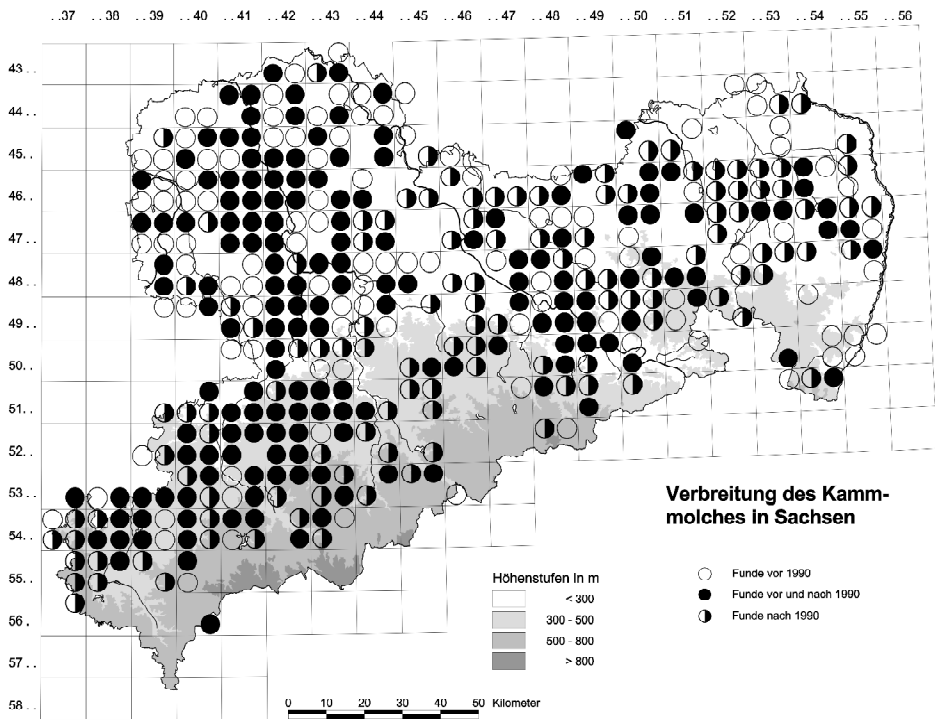 ..37 ..39 ..40 ..41 ..42 ..43 ..44 ..45 ..46 ..47 ..48 ..49 ..50 ..51 ..52 ..53 ..54 ..55 ..56
43 . .
44 . .
45 . .
46 . .
47 . .
48 . .
49 . .
50 . .
51 . .
52 . .
53 . .
54 . .
55 . .
56 . .
57 . .
58 . .
Verbreitung des Kamm-
molches in Sachsen
Funde vor 1990
Funde vor und nach 1990
Funde nach 1990
Höhenstufen in m
< 300
300 - 500
500 - 800
> 800
0 10 20 30 40 50 Kilometer